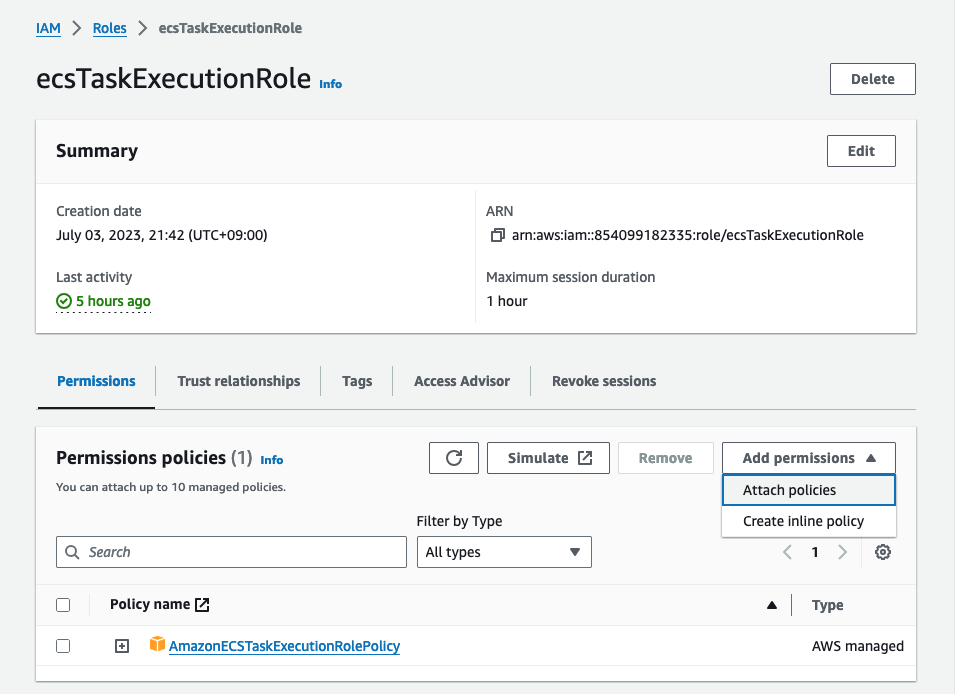 IAM > Roles > ecsTaskExecutionRole
ecsTaskExecutionRole Info
Delete
Summary
Edit
Creation date
July 03, 2023, 21:42 (UTC+09:00)
ARN
arn:aws:iam::854099182335:role/ecsTaskExecutionRole
Last activity
5 hours ago
Maximum session duration
1 hour
Permissions
Trust relationships
Tags
Access Advisor
Revoke sessions
Permissions policies (1) Info
You can attach up to 10 managed policies.
Simulate
Remove
Add permissions
Attach policies
Create inline policy
Filter by Type
Search
All types
1
Policy name
Type
AmazonECSTaskExecutionRolePolicy
AWS managed